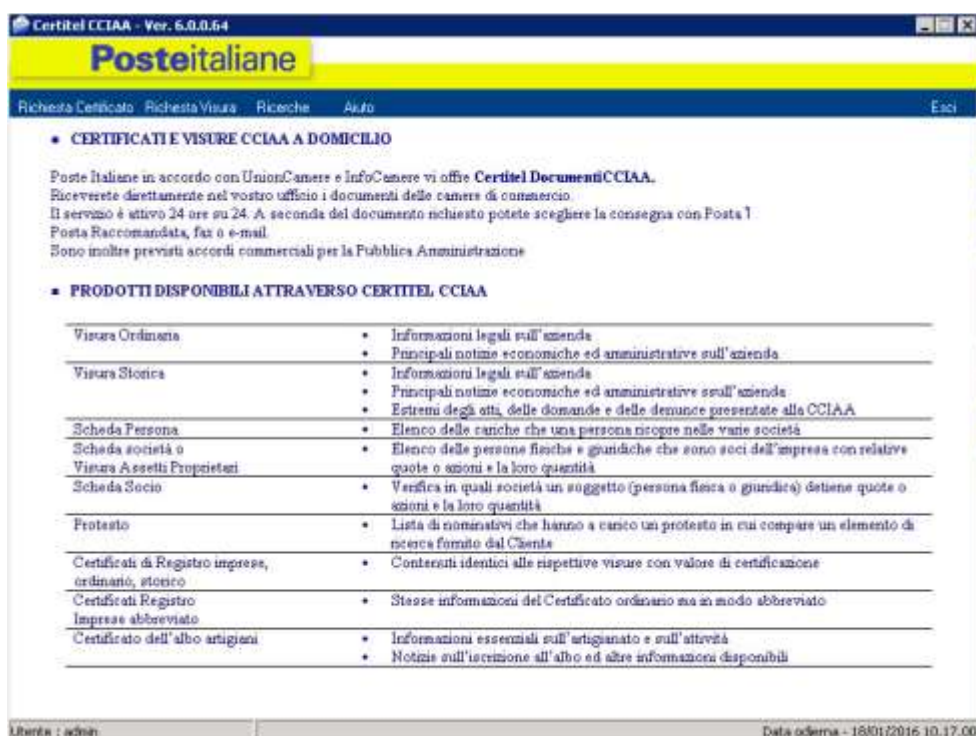 Certitel CCIAA - Ver. 6.0.0.64
Posteitaliane
Richiesta Certificato Richiesta Visura Ricerche Aiuto Esci
CERTIFICATI E VISURE CCIAA A DOMICILIO
Poste Italiane in accordo con UnionCamere e InfoCamere vi offre Certitel DocumentiCCIAA.
Riceverete direttamente nel vostro ufficio i documenti delle camere di commercio.
Il servizio è attivo 24 ore su 24. A seconda del documento richiesto potete scegliere la consegna con Posta 1
Posta Raccomandata, fax o e-mail.
Sono inoltre previsti accordi commerciali per la Pubblica Amministrazione
PRODOTTI DISPONIBILI ATTRAVERSO CERTITEL CCIAA
Visura Ordinaria • Informazioni legali sull'azienda
• Principali notizie economiche ed amministrative sull'azienda
Visura Storica • Informazioni legali sull'azienda
• Principali notizie economiche ed amministrative ssull'azienda
• Estremi degli atti, delle domande e delle denunce presentate alla CCIAA
Scheda Persona • Elenco delle cariche che una persona ricopre nelle varie società
Scheda società o • Elenco delle persone fisiche e giuridiche che sono soci dell'impresa con relative
Visura Assetti Proprietari quote o azioni e la loro quantità
Scheda Socio • Verifica in quali società un soggetto (persona fisica o giuridica) detiene quote o
azioni e la loro quantità
Protesto • Lista di nominativi che hanno a carico un protesto in cui compare un elemento di
ricerca fornito dal Cliente
Certificati di Registro imprese, • Contenuti identici alle rispettive visure con valore di certificazione
ordinario, storico
Certificati Registro • Stesse informazioni del Certificato ordinario ma in modo abbreviato
Imprese abbreviato
Certificato dell'albo artigiani • Informazioni essenziali sull'artigianato e sull'attività
• Notizie sull'iscrizione all'albo ed altre informazioni disponibili
Utente : admin Data odierna - 18/01/2016 10.17.00